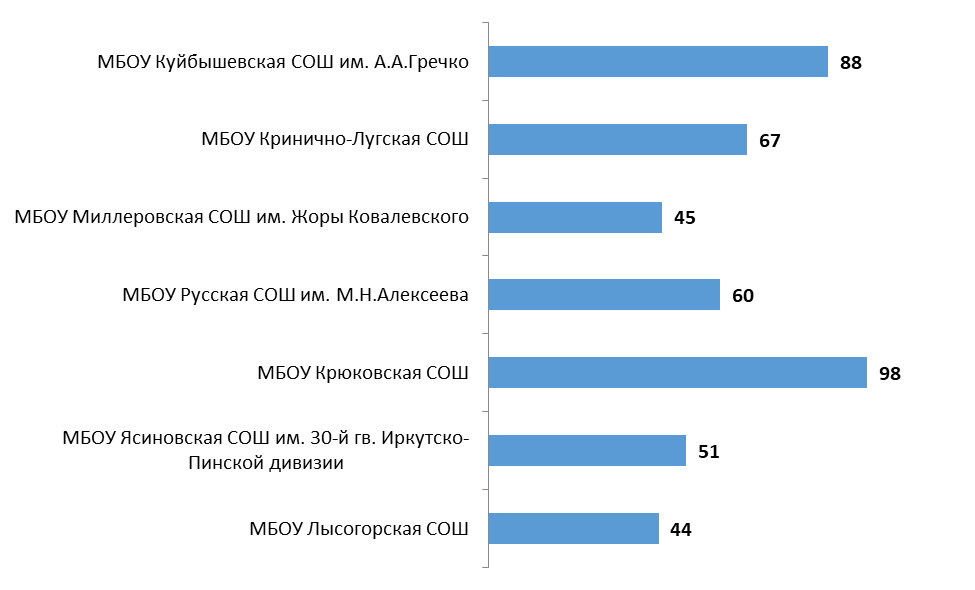 МБОУ Куйбышевская СОШ им. А.А.Гречко 88
МБОУ Кринично-Лугская СОШ 67
МБОУ Миллеровская СОШ им. Жоры Ковалевского 45
МБОУ Русская СОШ им. М.Н.Алексеева 60
МБОУ Крюковская СОШ 98
МБОУ Ясиновская СОШ им. 30-й гв. Иркутско-
Пинской дивизии 51
МБОУ Лысогорская СОШ 44